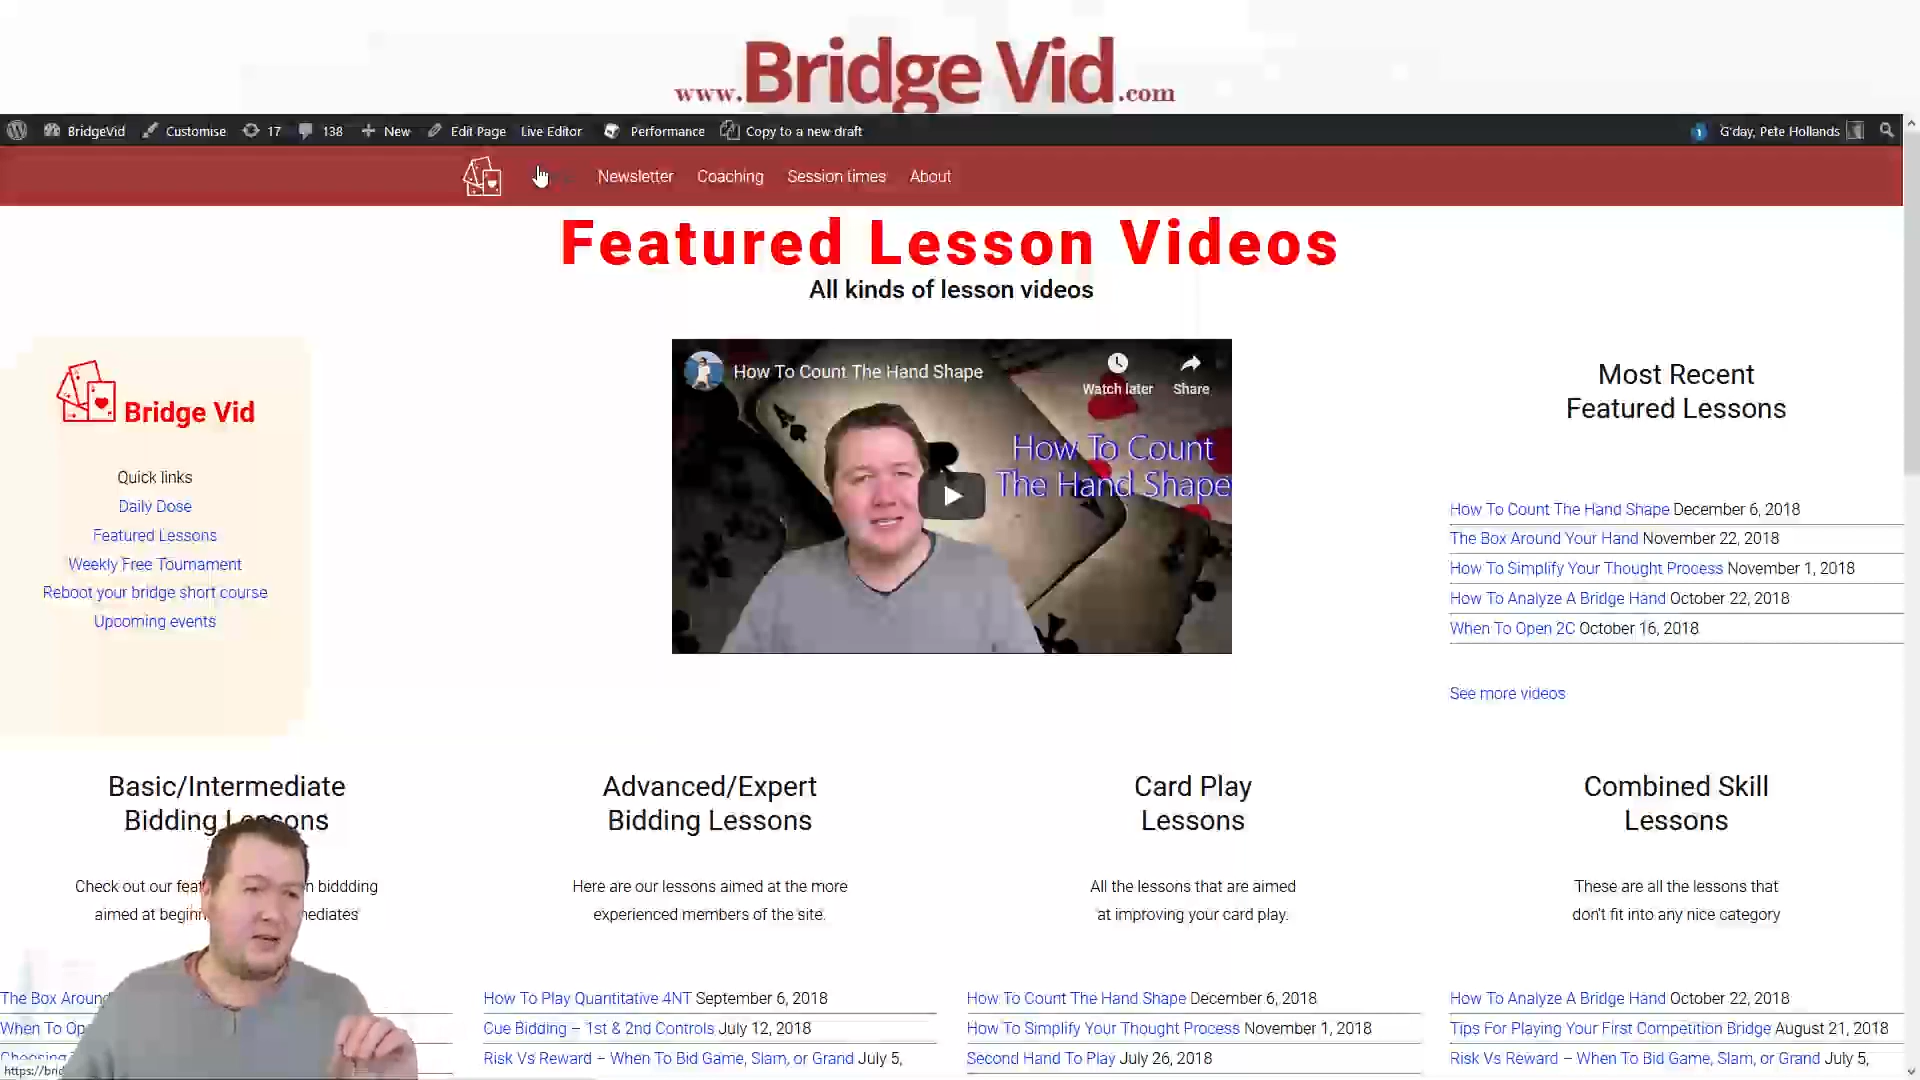 www.Bridge Vid.com
BridgeVid Customise 17 138 New Edit Page Live Editor Performance Copy to a new draft G'day, Pete Hollands
Newsletter Coaching Session times About
Featured Lesson Videos
All kinds of lesson videos
Bridge Vid
Quick links
Daily Dose
Featured Lessons
Weekly Free Tournament
Reboot your bridge short course
Upcoming events
How To Count The Hand Shape
Watch later Share
How To Count
The Hand Shape
Most Recent
Featured Lessons
How To Count The Hand Shape December 6, 2018
The Box Around Your Hand November 22, 2018
How To Simplify Your Thought Process November 1, 2018
How To Analyze A Bridge Hand October 22, 2018
When To Open 2C October 16, 2018
See more videos
Basic/Intermediate
Bidding Lessons
Check out our n biddding
aimed at
Advanced/Expert
Bidding Lessons
Here are our lessons aimed at the more
experienced members of the site.
Card Play
Lessons
All the lessons that are aimed
at improving your card play.
Combined Skill
Lessons
These are all the lessons that
don't fit into any nice category
The Box
When To
How To Play Quantitative 4NT September 6, 2018
Cue Bidding – 1st & 2nd Controls July 12, 2018
Risk Vs Reward – When To Bid Game, Slam, or Grand July 5,
How To Count The Hand Shape December 6, 2018
How To Simplify Your Thought Process November 1, 2018
Second Hand To Play July 26, 2018
How To Analyze A Bridge Hand October 22, 2018
Tips For Playing Your First Competition Bridge August 21, 2018
Risk Vs Reward – When To Bid Game, Slam, or Grand July 5,